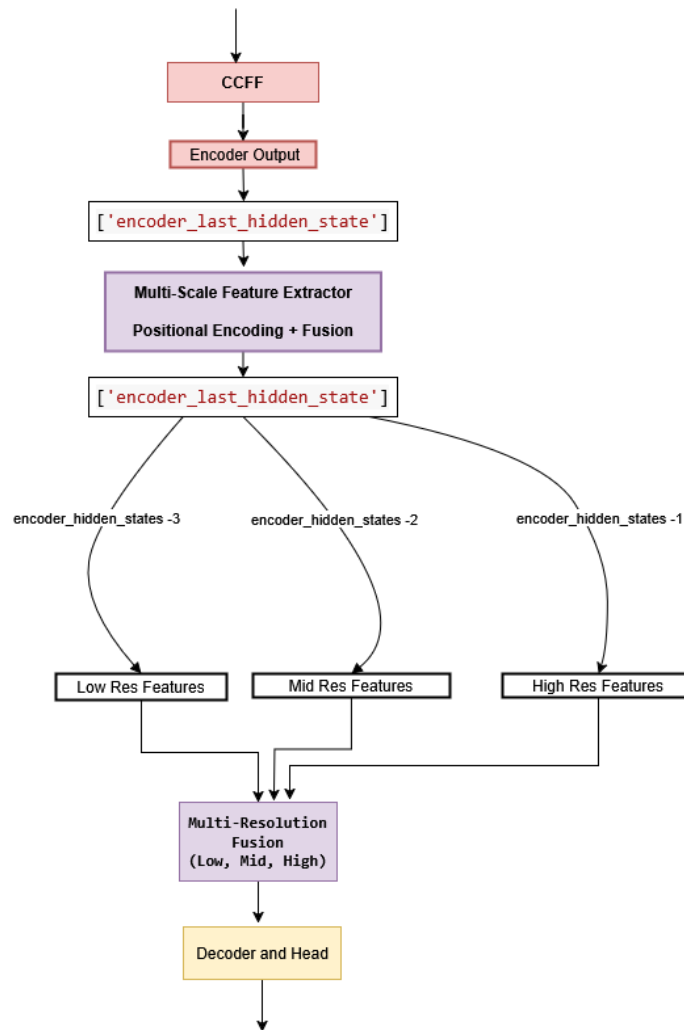 CCFF
Encoder Output
['encoder_last_hidden_state']
Multi-Scale Feature Extractor
Positional Encoding + Fusion
['encoder_last_hidden_state']
encoder_hidden_states -3
encoder_hidden_states -2
encoder_hidden_states -1
Low Res Features
Mid Res Features
High Res Features
Multi-Resolution
Fusion
(Low, Mid, High)
Decoder and Head